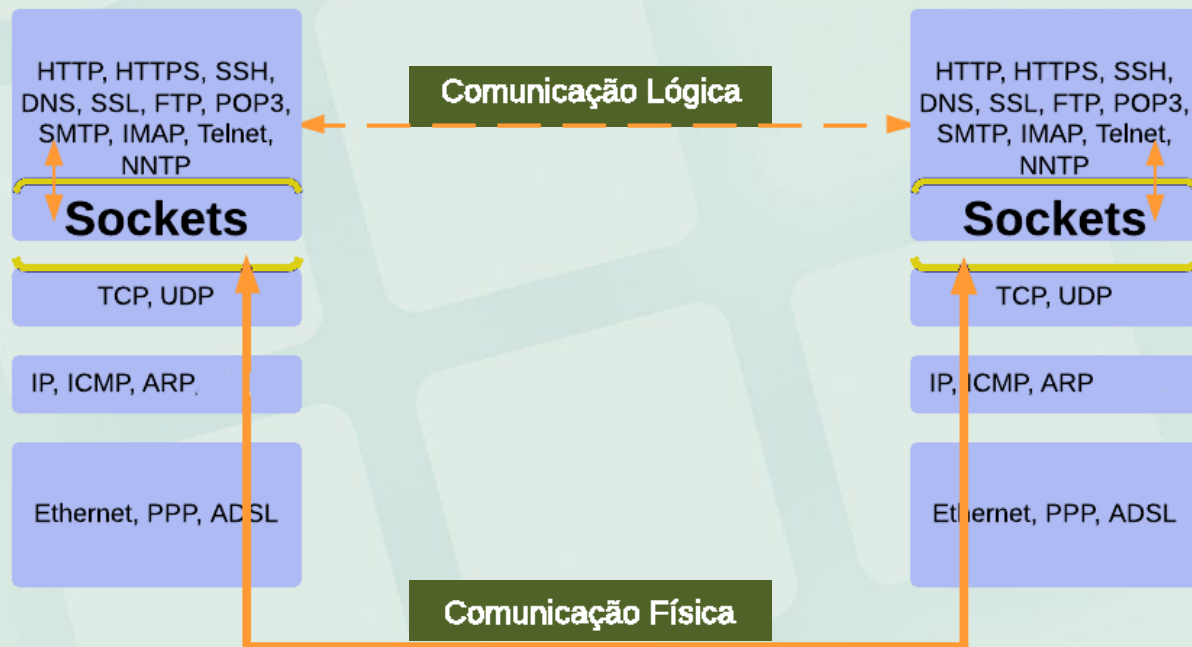 HTTP, HTTPS, SSH,
DNS, SSL, FTP, POP3,
SMTP, IMAP, Telnet,
NNTP
Sockets
TCP, UDP
IP, ICMP, ARP,
Ethernet, PPP, ADSL
Comunicação Lógica
Comunicação Física
HTTP, HTTPS, SSH,
DNS, SSL, FTP, POP3,
SMTP, IMAP, Telnet,
NNTP
Sockets
TCP, UDP
IP, ICMP, ARP
Ethernet, PPP, ADSL